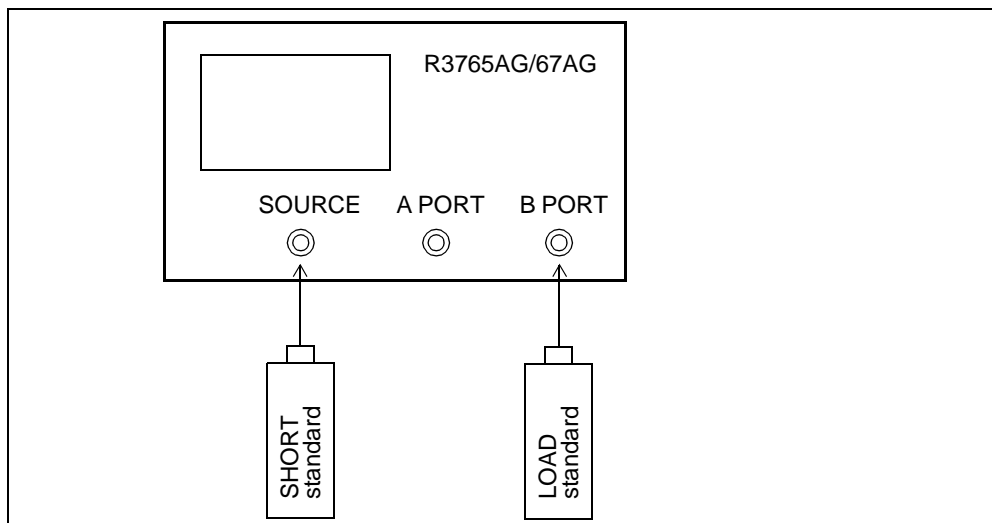 R3765AG/67AG
SOURCE A PORT B PORT
SHORT
standard
LOAD
standard